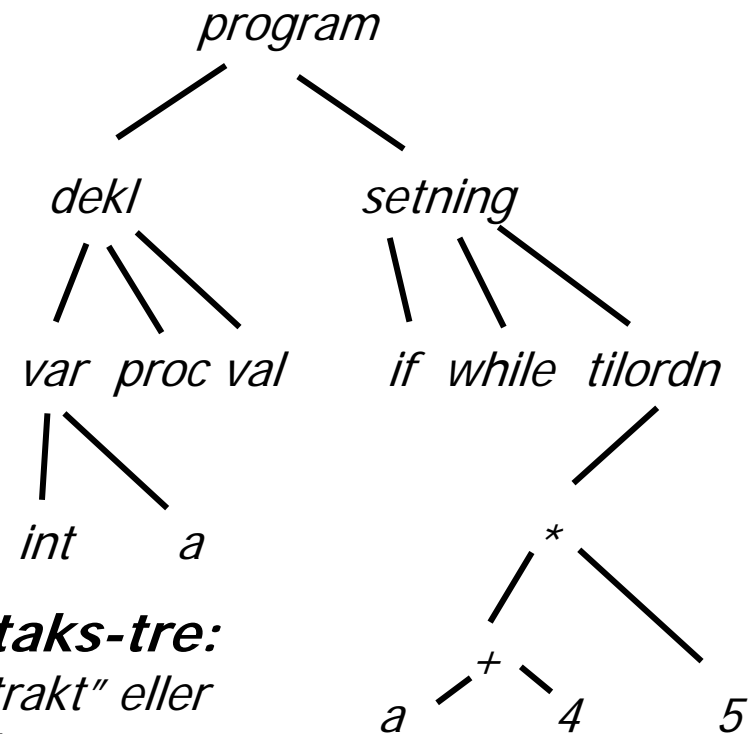 program
dekl setning
var proc val if while tilordn
int a *
taks-tre:
+
trakt” eller
a 4 5